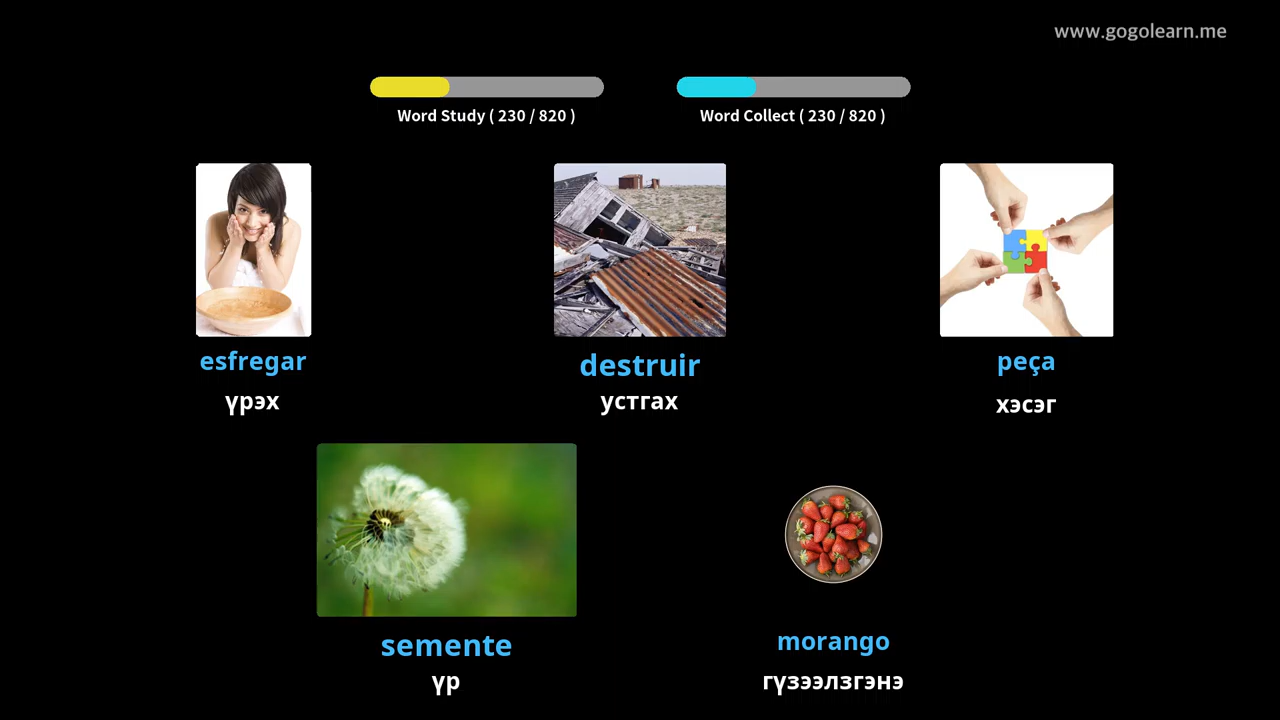 www.gogolearn.me
Word Study ( 230 / 820 )
Word Collect ( 230 / 820 )
esfregar
үрэх
destruir
устгах
peça
хэсэг
semente
үр
morango
гүзээлзгэнэ